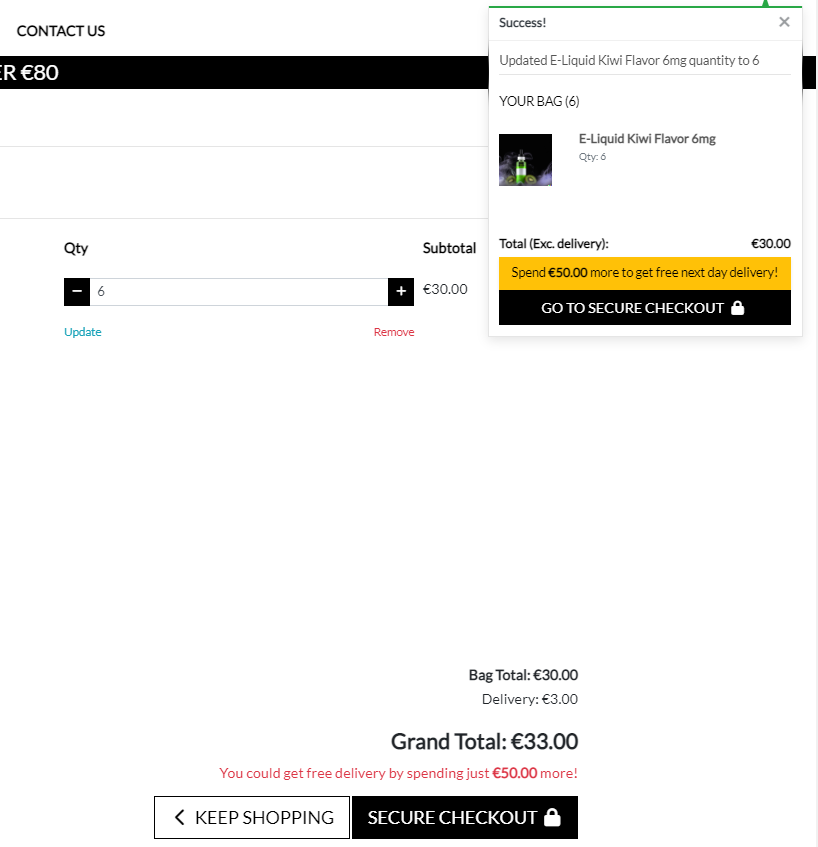 CONTACT US
ER €80
Success!
×
Updated E-Liquid Kiwi Flavor 6mg quantity to 6
YOUR BAG (6)
E-Liquid Kiwi Flavor 6mg
Qty: 6
Total (Exc. delivery): €30.00
Spend €50.00 more to get free next day delivery!
GO TO SECURE CHECKOUT
Qty Subtotal
− 6 + €30.00
Update Remove
Bag Total: €30.00
Delivery: €3.00
Grand Total: €33.00
You could get free delivery by spending just €50.00 more!
KEEP SHOPPING SECURE CHECKOUT